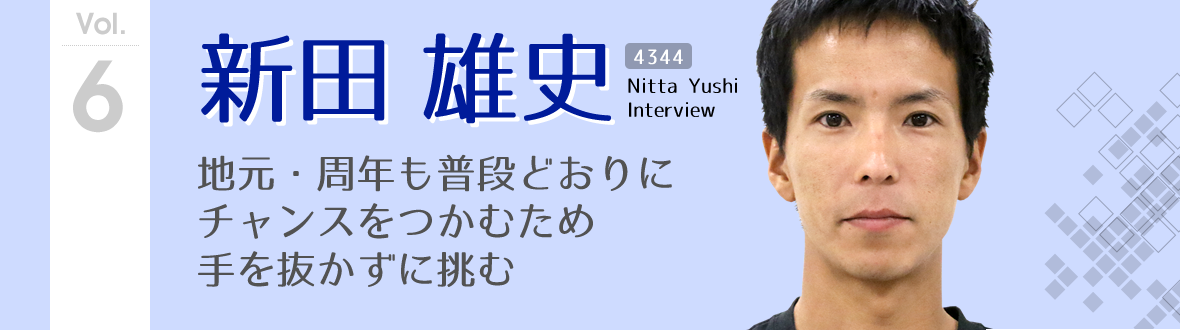 Vol.
6
新田 雄史
4344
Nitta Yushi
Interview
地元・周年も普段どおりに
チャンスをつかむため
手を抜かずに挑む